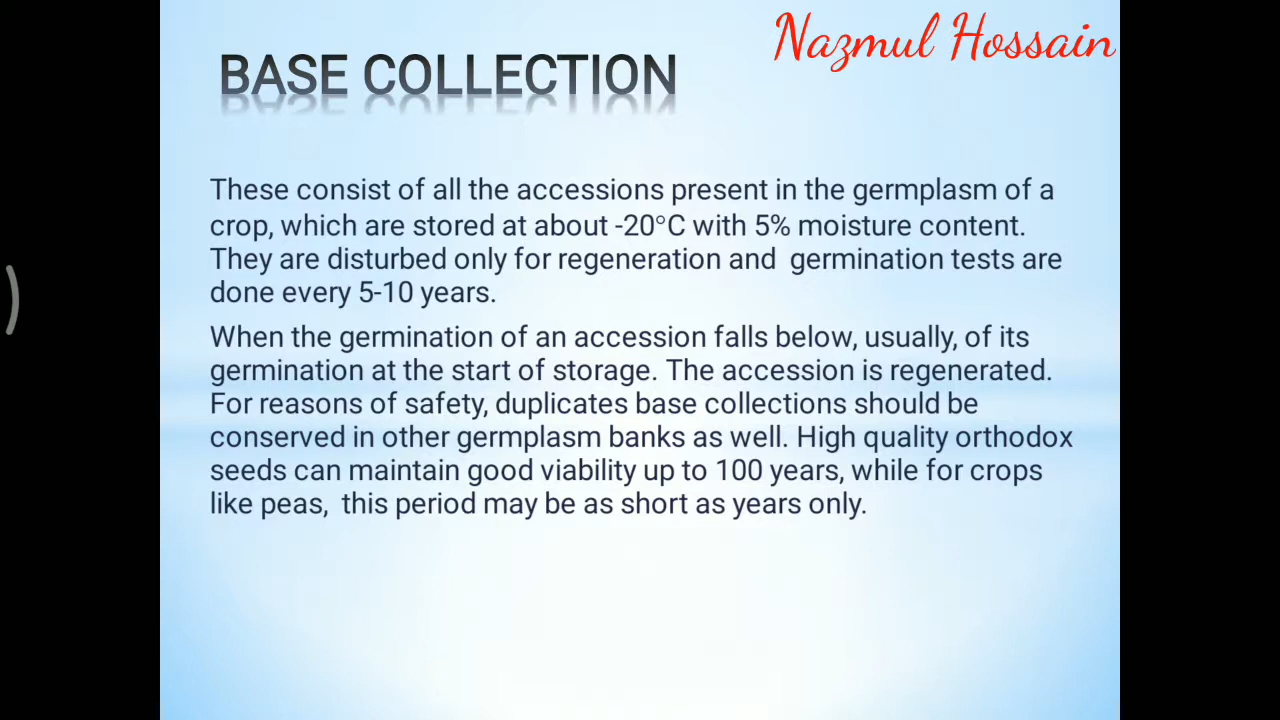 Nazmul Hossain
BASE COLLECTION
These consist of all the accessions present in the germplasm of a
crop, which are stored at about -20°C with 5% moisture content.
They are disturbed only for regeneration and  germination tests are
done every 5-10 years.
When the germination of an accession falls below, usually, of its
germination at the start of storage. The accession is regenerated.
For reasons of safety, duplicates base collections should be
conserved in other germplasm banks as well. High quality orthodox
seeds can maintain good viability up to 100 years, while for crops
like peas,  this period may be as short as years only.